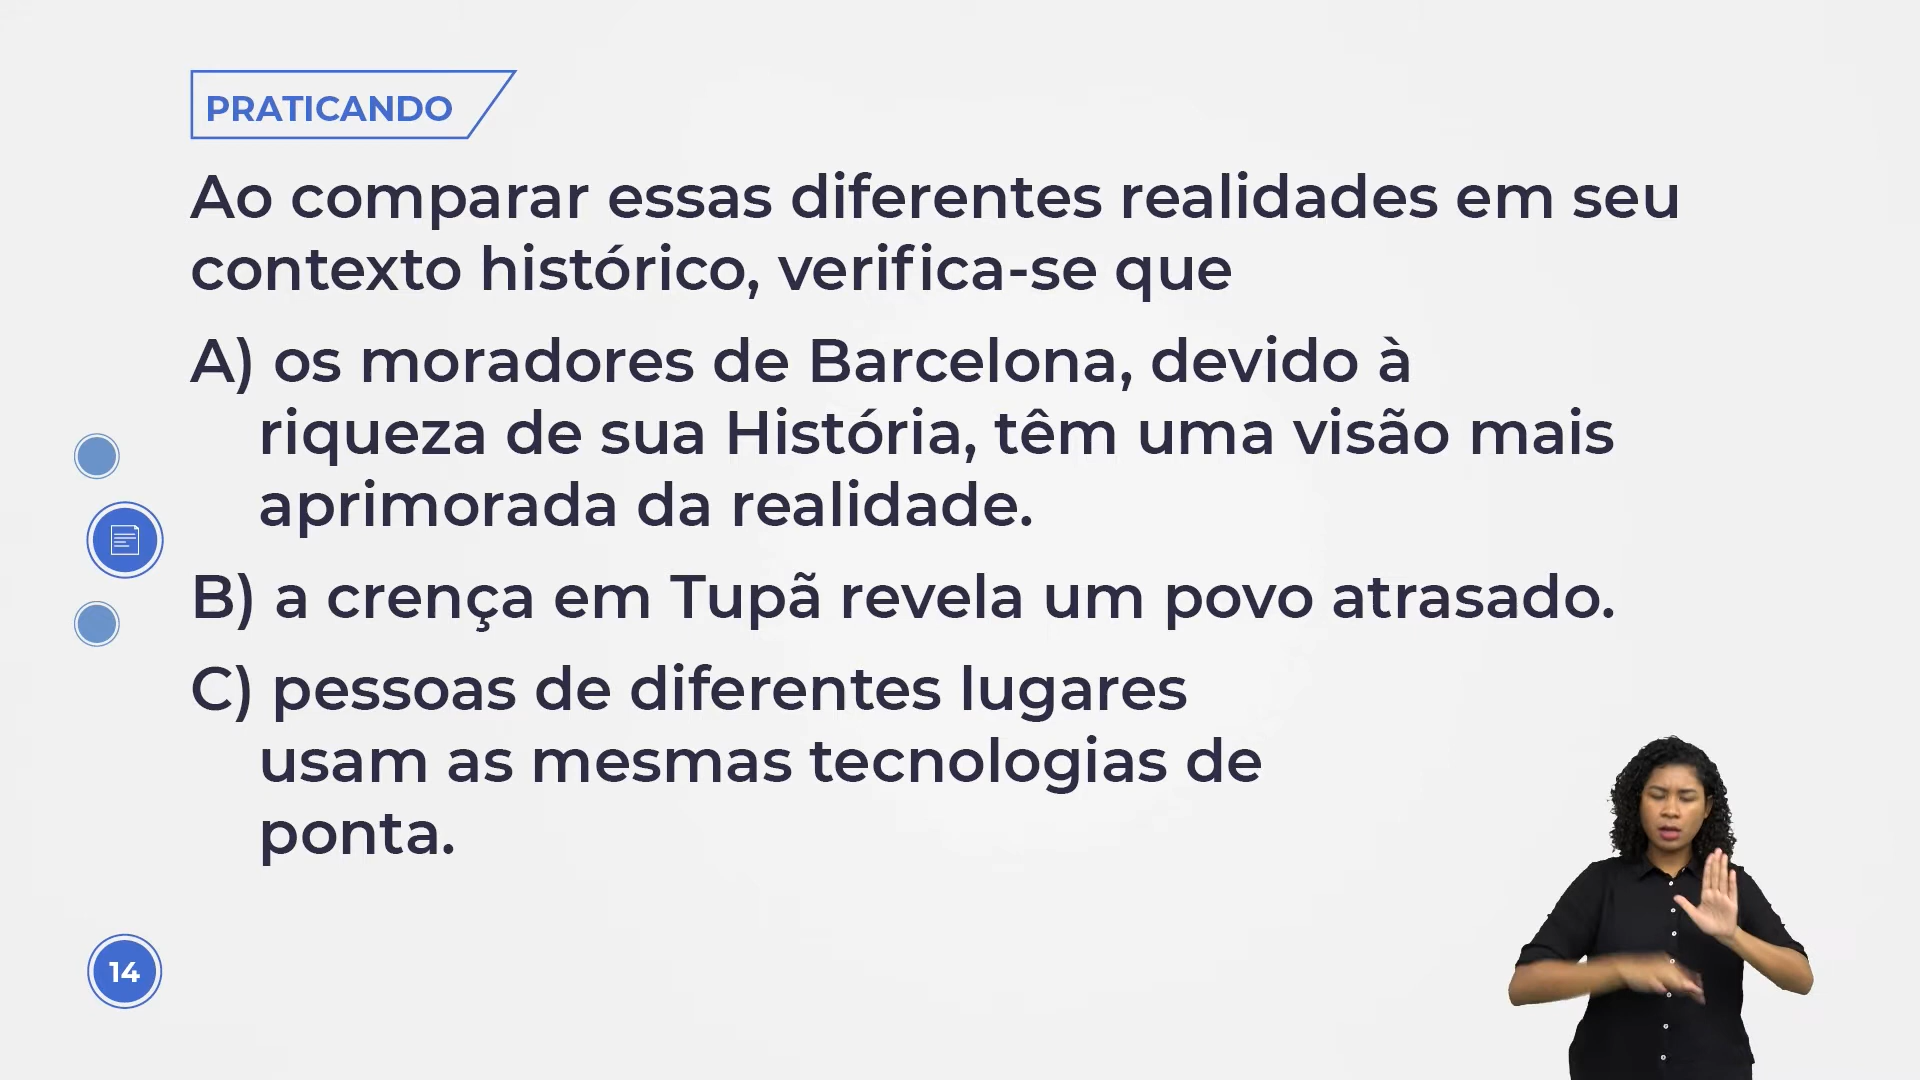 PRATICANDO
Ao comparar essas diferentes realidades em seu
contexto histórico, verifica-se que
A) os moradores de Barcelona, devido à
riqueza de sua História, têm uma visão mais
aprimorada da realidade.
B) a crença em Tupã revela um povo atrasado.
C) pessoas de diferentes lugares
usam as mesmas tecnologias de
ponta.
14